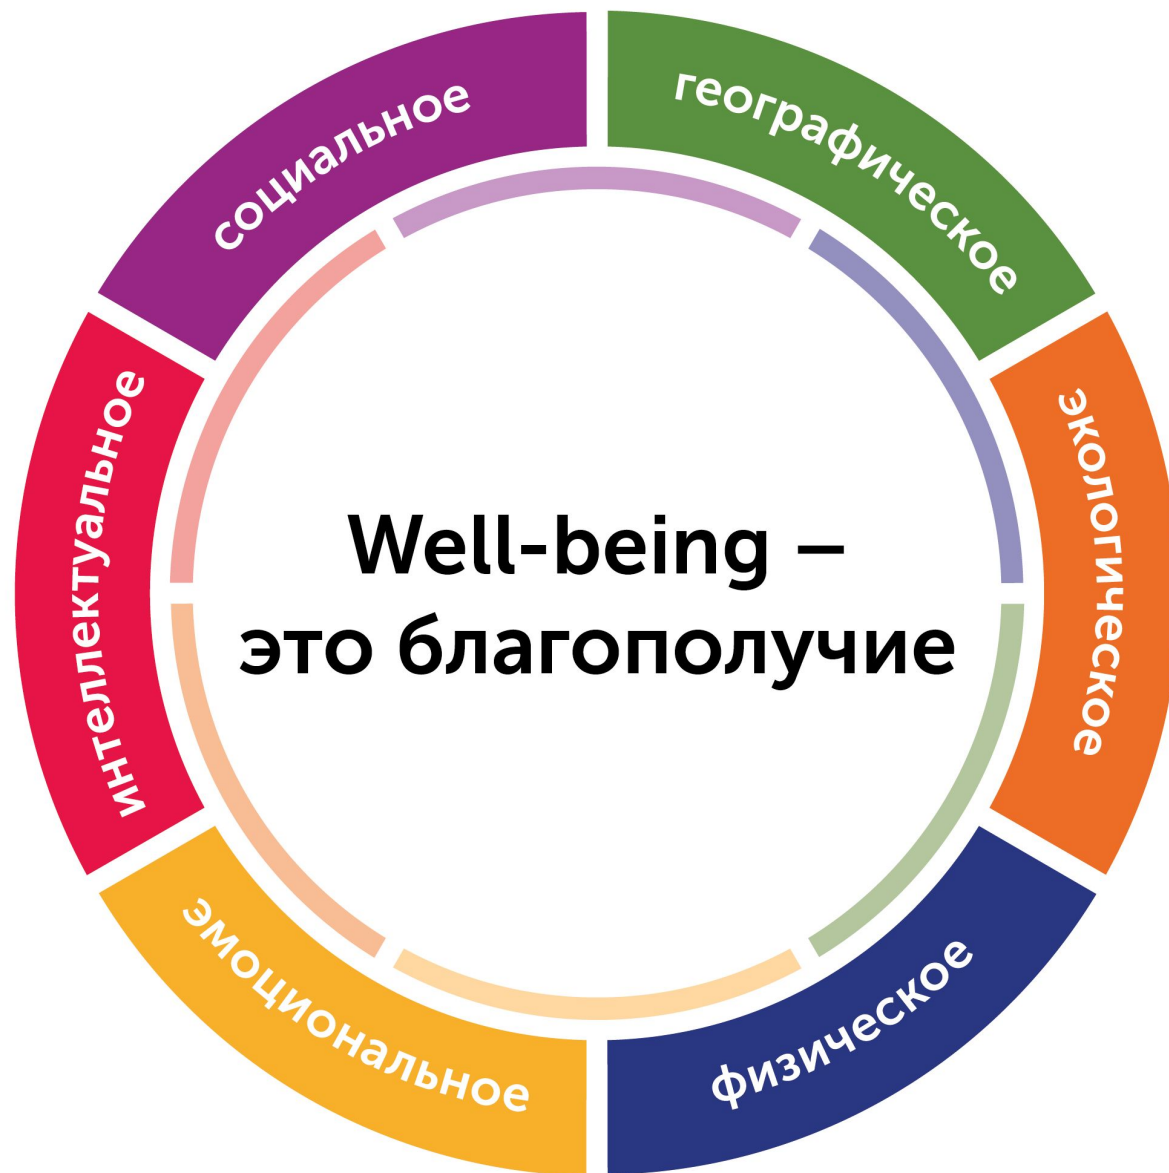 социальное
географическое
экологическое
физическое
эмоциональное
интеллектуальное
Well-being –
это благополучие